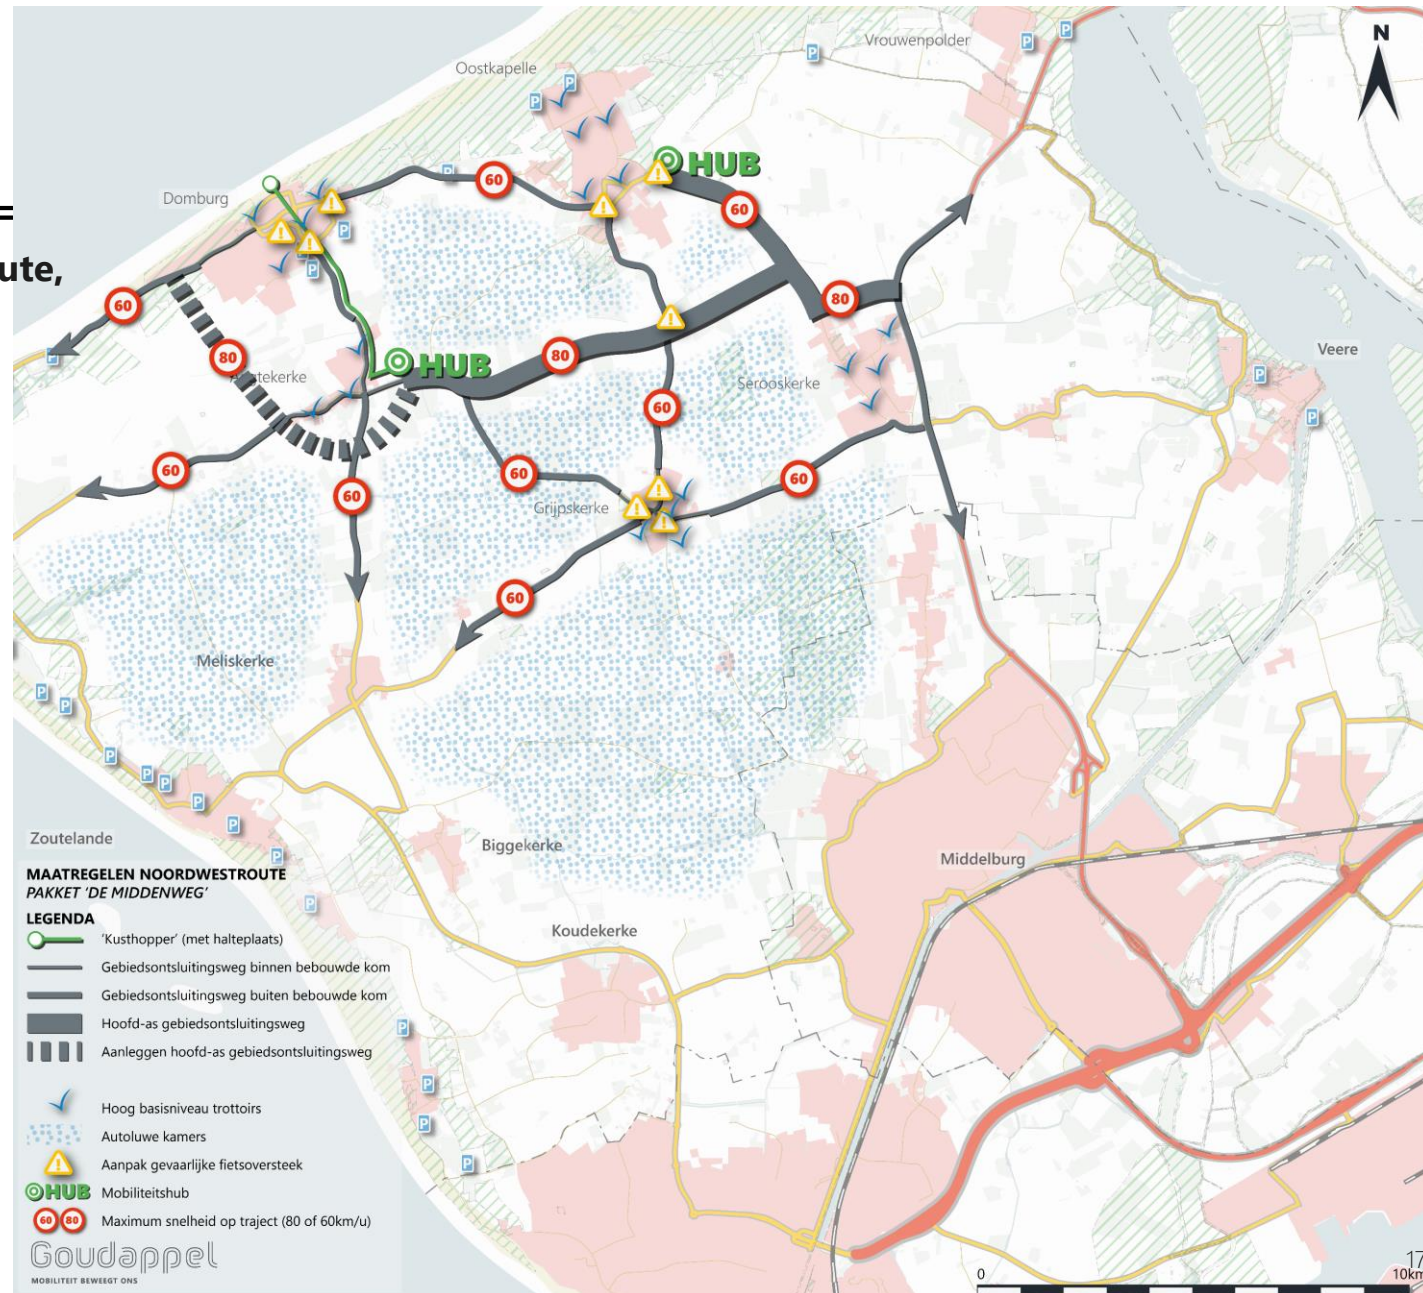 N
Vrouwenpolder
Oostkapelle
HUB
60
Domburg
60
ute,
60
80
80
Veere
80
HUB
tekerke
Serooskerke
60
60
60
60
60
Grijpskerke
60
Meliskerke
Zoutelande
Biggekerke
Middelburg
Koudekerke
MAATREGELEN NOORDWESTROUTE
PAKKET 'DE MIDDENWEG'
LEGENDA
'Kusthopper' (met halteplaats)
Gebiedsontsluitingsweg binnen bebouwde kom
Gebiedsontsluitingsweg buiten bebouwde kom
Hoofd-as gebiedsontsluitingsweg
Aanleggen hoofd-as gebiedsontsluitingsweg
Hoog basisniveau trottoirs
Autoluwe kamers
Aanpak gevaarlijke fietsoversteek
HUB Mobiliteitshub
60 80 Maximum snelheid op traject (80 of 60km/u)
Goudappel
MOBILITEIT BEWEEGT ONS
17
0 10km